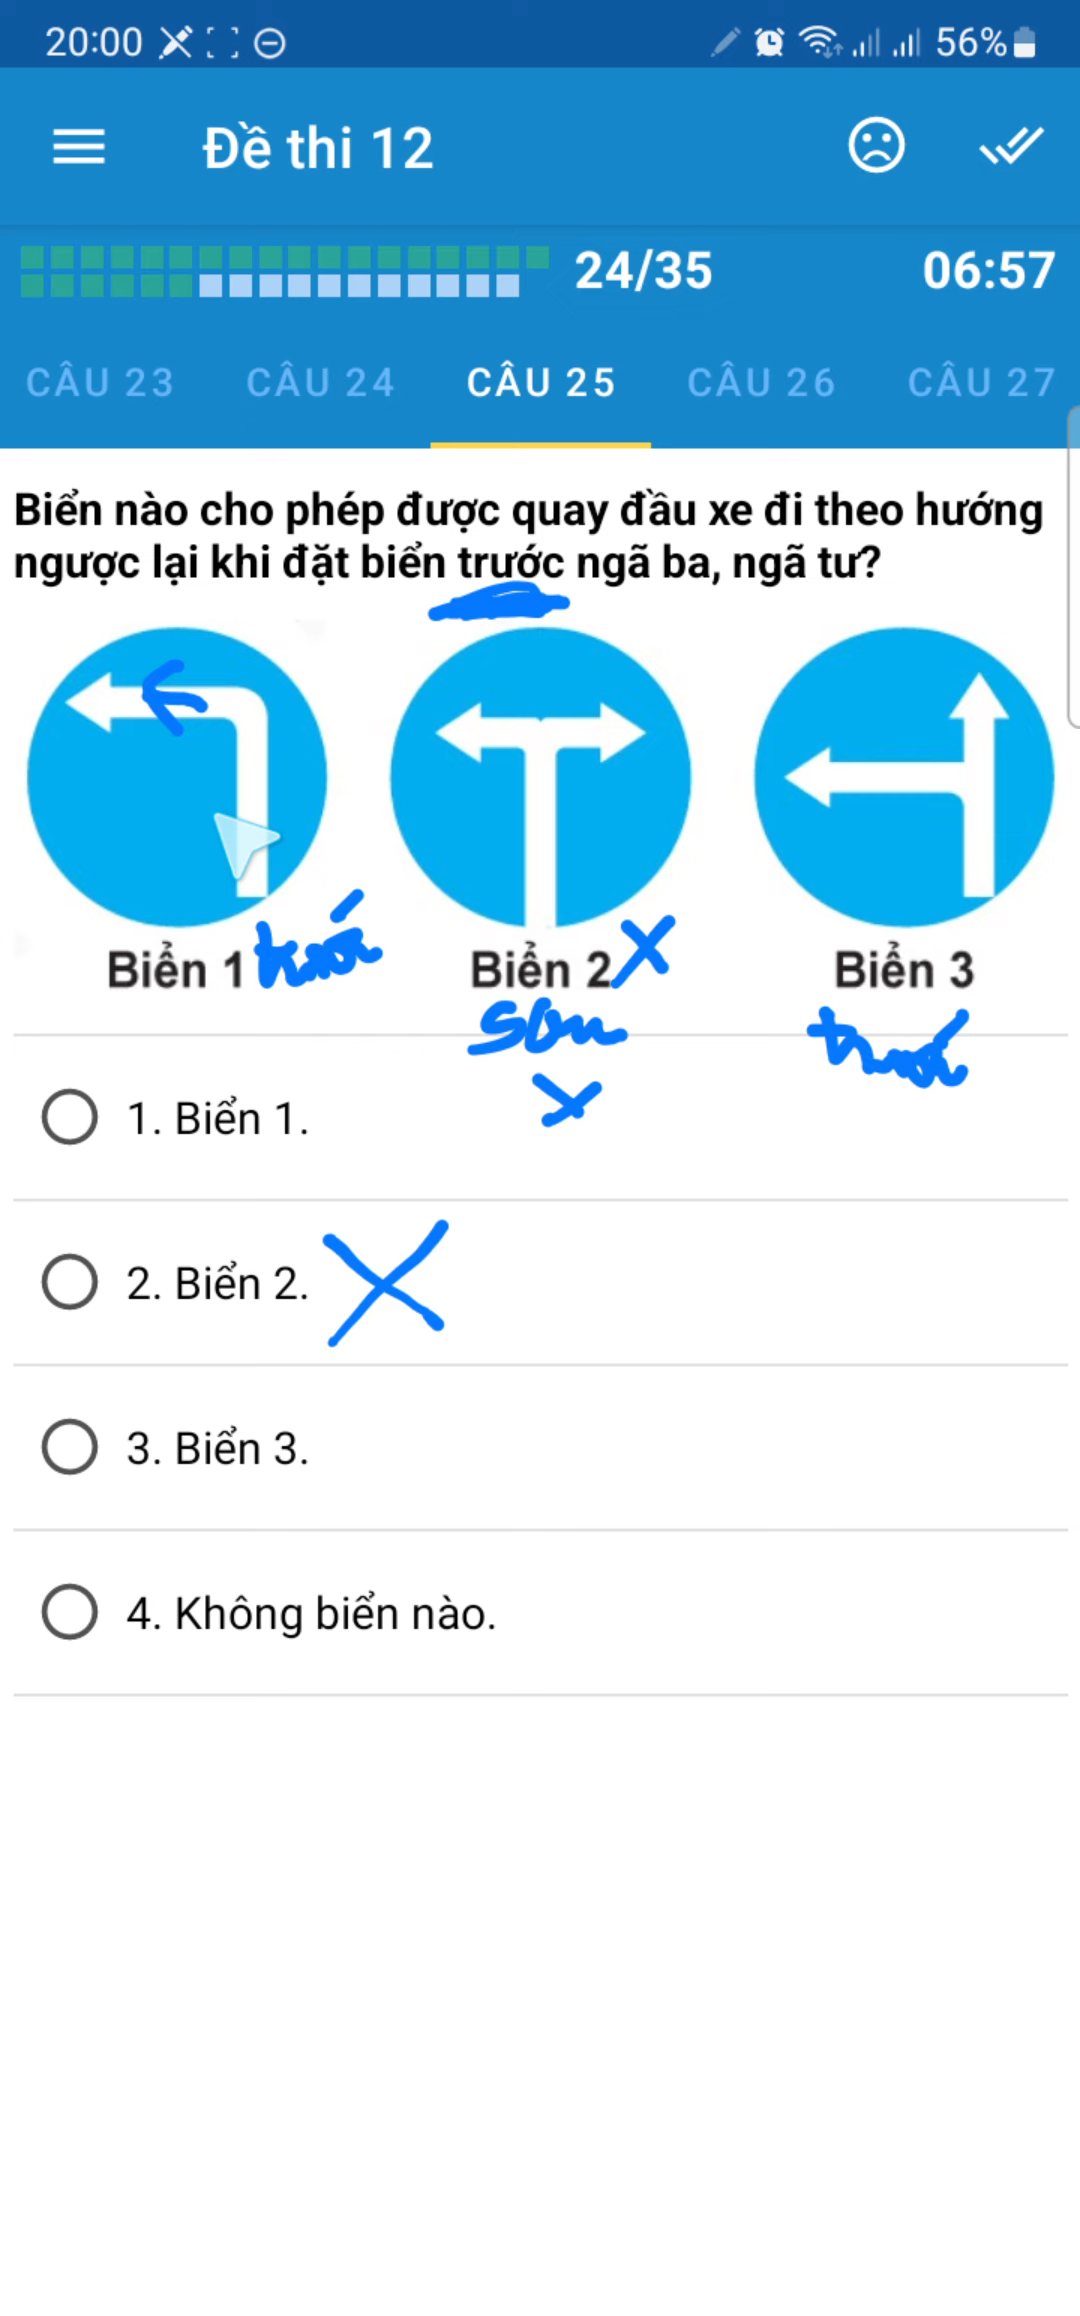 20:00 56%
Đề thi 12
24/35 06:57
CÂU 23 CÂU 24 CÂU 25 CÂU 26 CÂU 27
Biển nào cho phép được quay đầu xe đi theo hướng
ngược lại khi đặt biển trước ngã ba, ngã tư?
Biển 1 Biển 2 Biển 3
1. Biển 1.
2. Biển 2.
3. Biển 3.
4. Không biển nào.